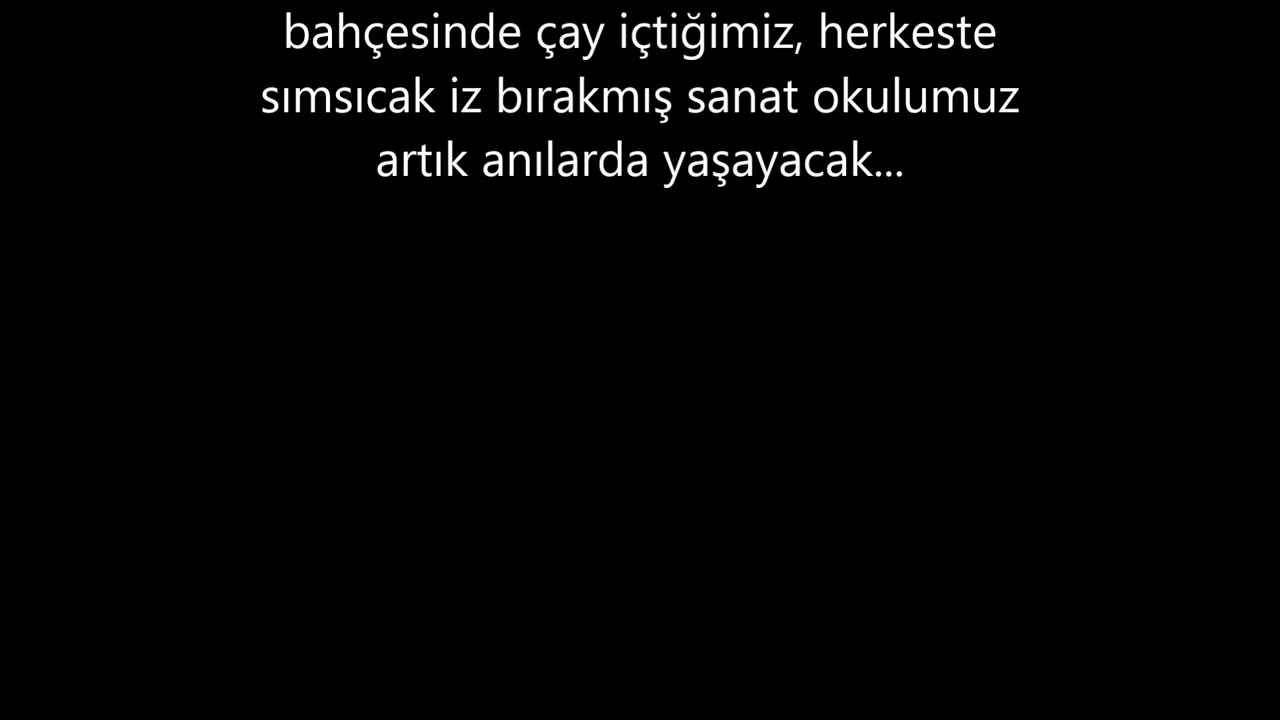 bahçesinde çay içtiğimiz, herkeste
sımsıcak iz bırakmış sanat okulumuz
artık anılarda yaşayacak...